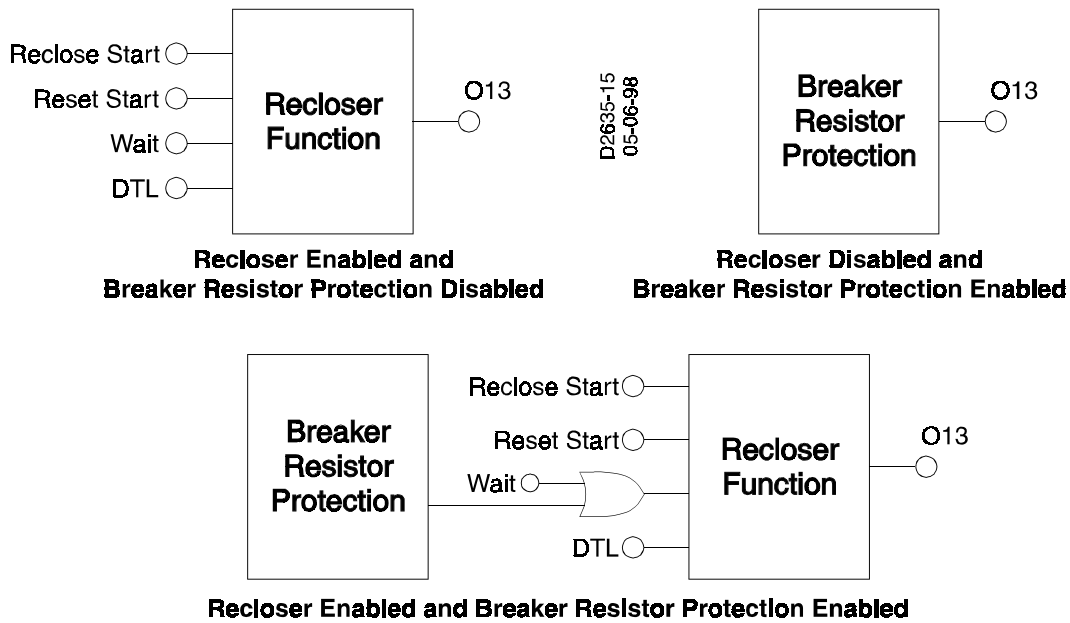 Reclose Start
Reset Start
Wait
DTL
Recloser
Function
O13
Recloser Enabled and
Breaker Resistor Protection Disabled
D2635-15
05-06-98
Breaker
Resistor
Protection
O13
Recloser Disabled and
Breaker Resistor Protection Enabled
Breaker
Resistor
Protection
Reclose Start
Reset Start
Wait
DTL
Recloser
Function
O13
Recloser Enabled and Breaker Resistor Protection Enabled